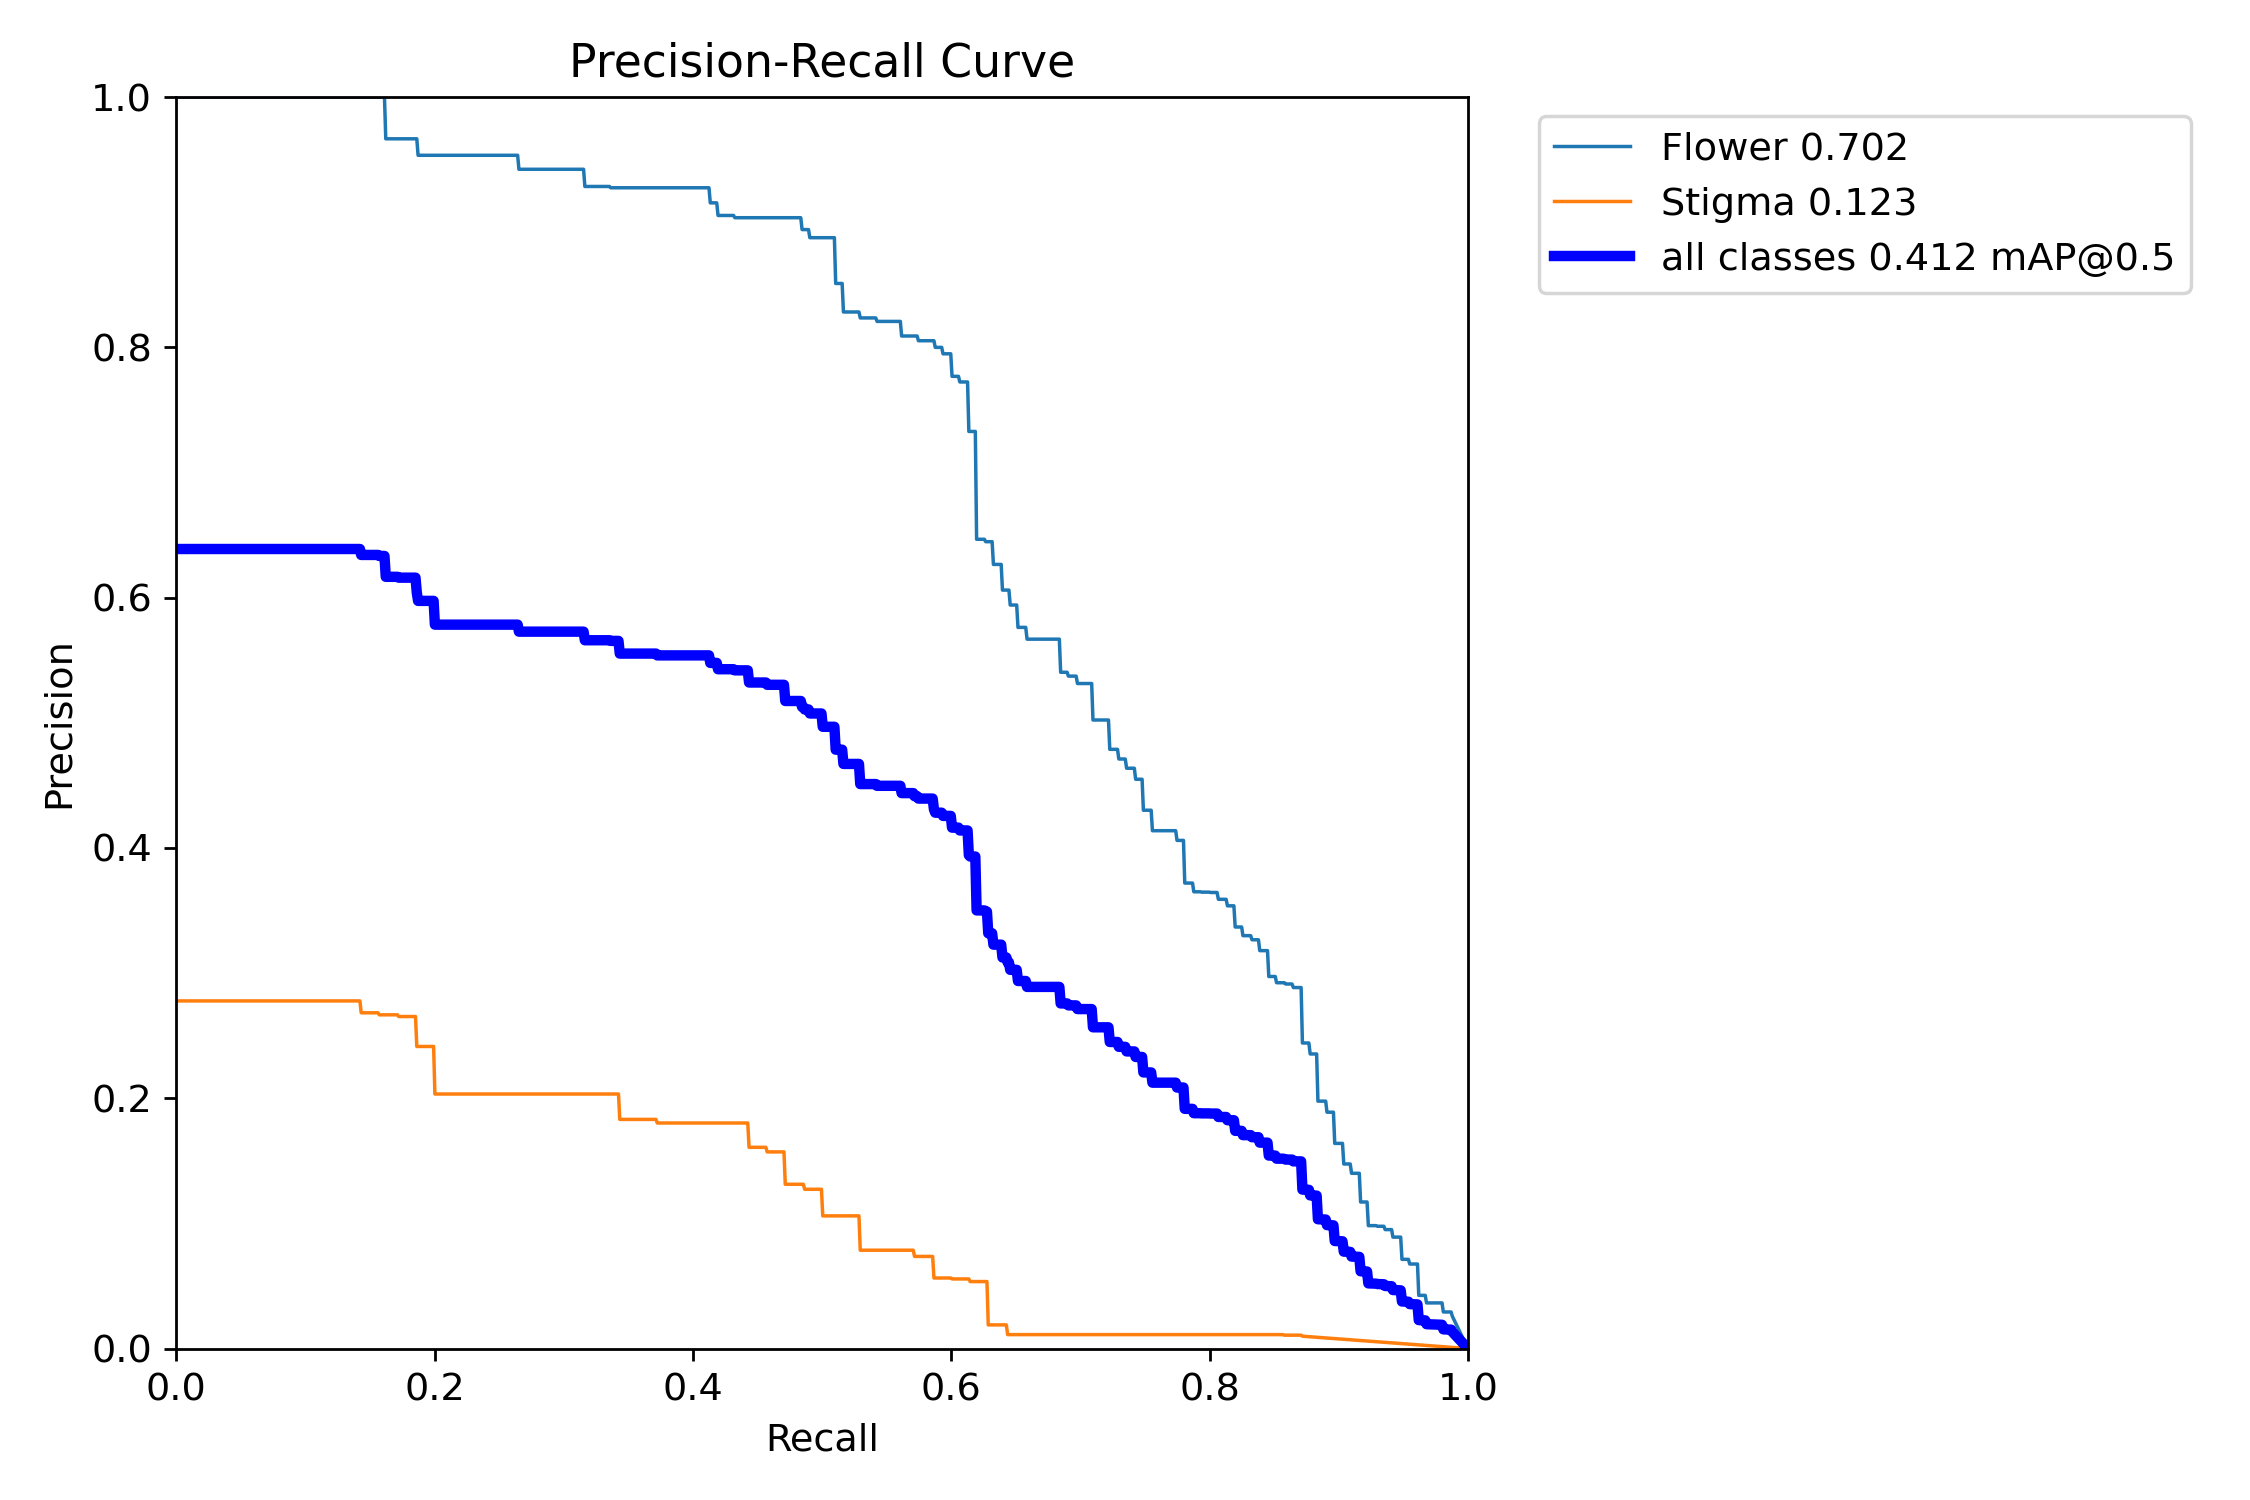 Precision-Recall Curve
1.0
0.8
0.6
0.4
0.2
0.0
Precision
0.0 0.2 0.4 0.6 0.8 1.0
Recall
Flower 0.702
Stigma 0.123
all classes 0.412 mAP@0.5